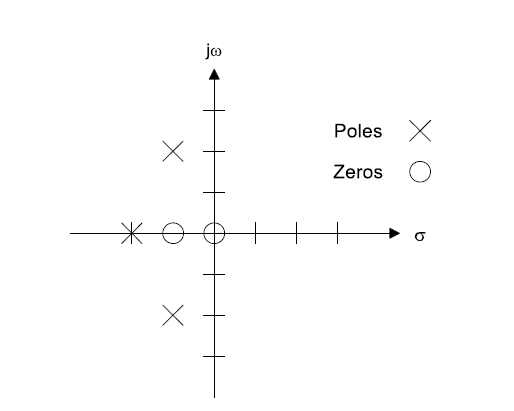 jω
Poles
Zeros
σ